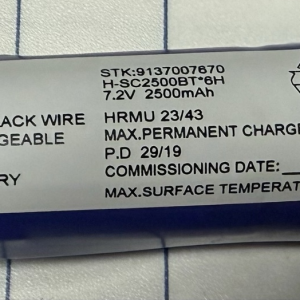 STK:9137007670
H-SC2500BT*6H
7.2V 2500mAh
ACK WIRE HRMU 23/43
GEABLE MAX.PERMANENT CHARG
P.D 29/19
RY COMMISSIONING DATE:__
MAX.SURFACE TEMPERAT